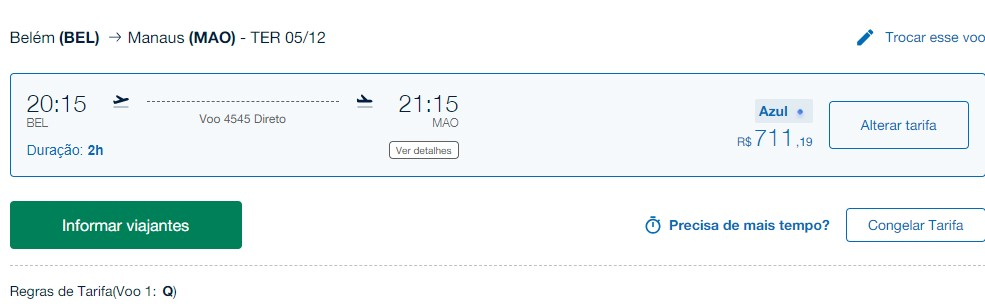 Belém (BEL) → Manaus (MAO) - TER 05/12
Trocar esse voo
20:15
BEL
Voo 4545 Direto
21:15
MAO
Duração: 2h
Ver detalhes
Azul
R$ 711,19
Alterar tarifa
Informar viajantes
Precisa de mais tempo?
Congelar Tarifa
Regras de Tarifa(Voo 1: Q)